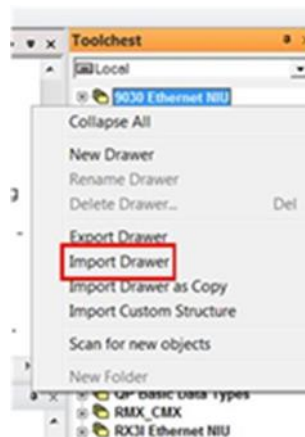 Toolchest
Local
9030 Ethernet NIU
Collapse All
New Drawer
Rename Drawer
Delete Drawer... Del
Export Drawer
Import Drawer
Import Drawer as Copy
Import Custom Structure
Scan for new objects
New Folder
QP Basic Data Types
RMX_CMX
RX3I Ethernet NIU